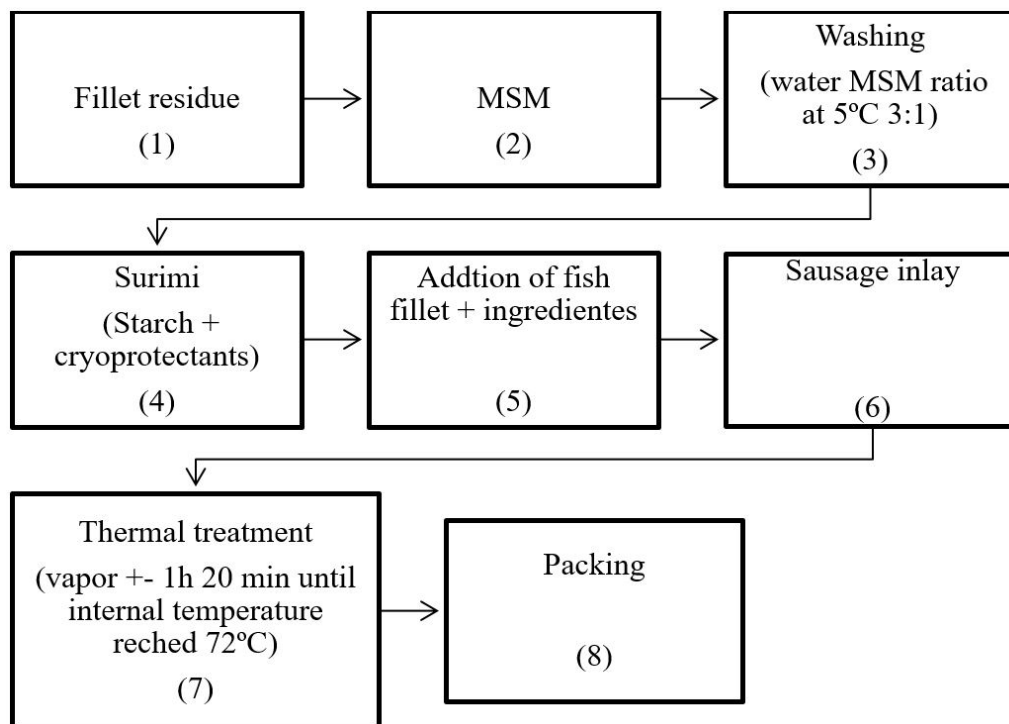 Fillet residue
(1)
MSM
(2)
Washing
(water MSM ratio
at 5ºC 3:1)
(3)
Surimi
(Starch +
cryoprotectants)
(4)
Addtion of fish
fillet + ingredientes
(5)
Sausage inlay
(6)
Thermal treatment
(vapor +- 1h 20 min until
internal temperature
reched 72ºC)
(7)
Packing
(8)